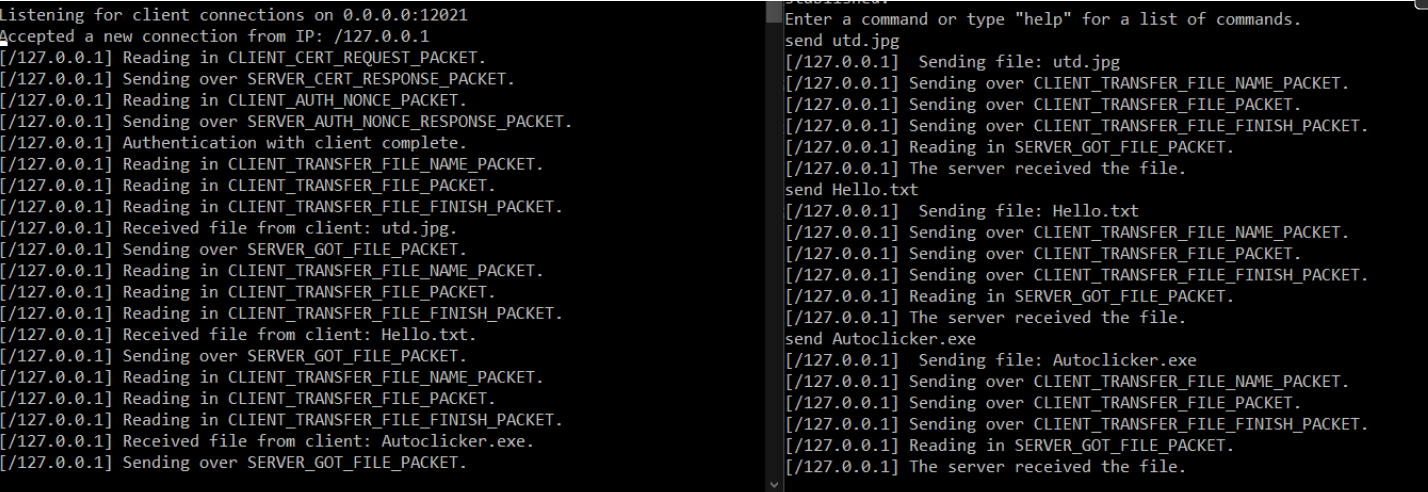 Listening for client connections on 0.0.0.0:12021
Accepted a new connection from IP: /127.0.0.1
[/127.0.0.1] Reading in CLIENT_CERT_REQUEST_PACKET.
[/127.0.0.1] Sending over SERVER_CERT_RESPONSE_PACKET.
[/127.0.0.1] Reading in CLIENT_AUTH_NONCE_PACKET.
[/127.0.0.1] Sending over SERVER_AUTH_NONCE_RESPONSE_PACKET.
[/127.0.0.1] Authentication with client complete.
[/127.0.0.1] Reading in CLIENT_TRANSFER_FILE_NAME_PACKET.
[/127.0.0.1] Reading in CLIENT_TRANSFER_FILE_PACKET.
[/127.0.0.1] Reading in CLIENT_TRANSFER_FILE_FINISH_PACKET.
[/127.0.0.1] Received file from client: utd.jpg.
[/127.0.0.1] Sending over SERVER_GOT_FILE_PACKET.
[/127.0.0.1] Reading in CLIENT_TRANSFER_FILE_NAME_PACKET.
[/127.0.0.1] Reading in CLIENT_TRANSFER_FILE_PACKET.
[/127.0.0.1] Reading in CLIENT_TRANSFER_FILE_FINISH_PACKET.
[/127.0.0.1] Received file from client: Hello.txt.
[/127.0.0.1] Sending over SERVER_GOT_FILE_PACKET.
[/127.0.0.1] Reading in CLIENT_TRANSFER_FILE_NAME_PACKET.
[/127.0.0.1] Reading in CLIENT_TRANSFER_FILE_PACKET.
[/127.0.0.1] Reading in CLIENT_TRANSFER_FILE_FINISH_PACKET.
[/127.0.0.1] Received file from client: Autoclicker.exe.
[/127.0.0.1] Sending over SERVER_GOT_FILE_PACKET.
Enter a command or type "help" for a list of commands.
send utd.jpg
[/127.0.0.1]  Sending file: utd.jpg
[/127.0.0.1] Sending over CLIENT_TRANSFER_FILE_NAME_PACKET.
[/127.0.0.1] Sending over CLIENT_TRANSFER_FILE_PACKET.
[/127.0.0.1] Sending over CLIENT_TRANSFER_FILE_FINISH_PACKET.
[/127.0.0.1] Reading in SERVER_GOT_FILE_PACKET.
[/127.0.0.1] The server received the file.
send Hello.txt
[/127.0.0.1]  Sending file: Hello.txt
[/127.0.0.1] Sending over CLIENT_TRANSFER_FILE_NAME_PACKET.
[/127.0.0.1] Sending over CLIENT_TRANSFER_FILE_PACKET.
[/127.0.0.1] Sending over CLIENT_TRANSFER_FILE_FINISH_PACKET.
[/127.0.0.1] Reading in SERVER_GOT_FILE_PACKET.
[/127.0.0.1] The server received the file.
send Autoclicker.exe
[/127.0.0.1]  Sending file: Autoclicker.exe
[/127.0.0.1] Sending over CLIENT_TRANSFER_FILE_NAME_PACKET.
[/127.0.0.1] Sending over CLIENT_TRANSFER_FILE_PACKET.
[/127.0.0.1] Sending over CLIENT_TRANSFER_FILE_FINISH_PACKET.
[/127.0.0.1] Reading in SERVER_GOT_FILE_PACKET.
[/127.0.0.1] The server received the file.